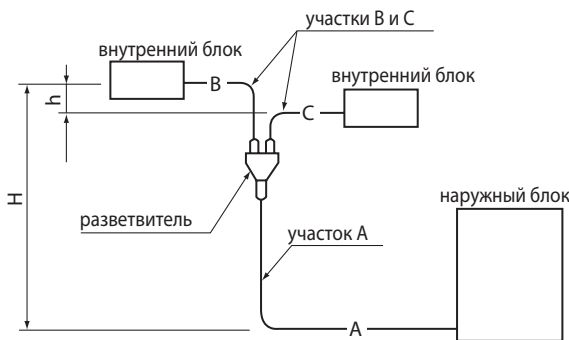 участки В и С
внутренний блок
внутренний блок
В
С
h
H
разветвитель
участок А
наружный блок
А